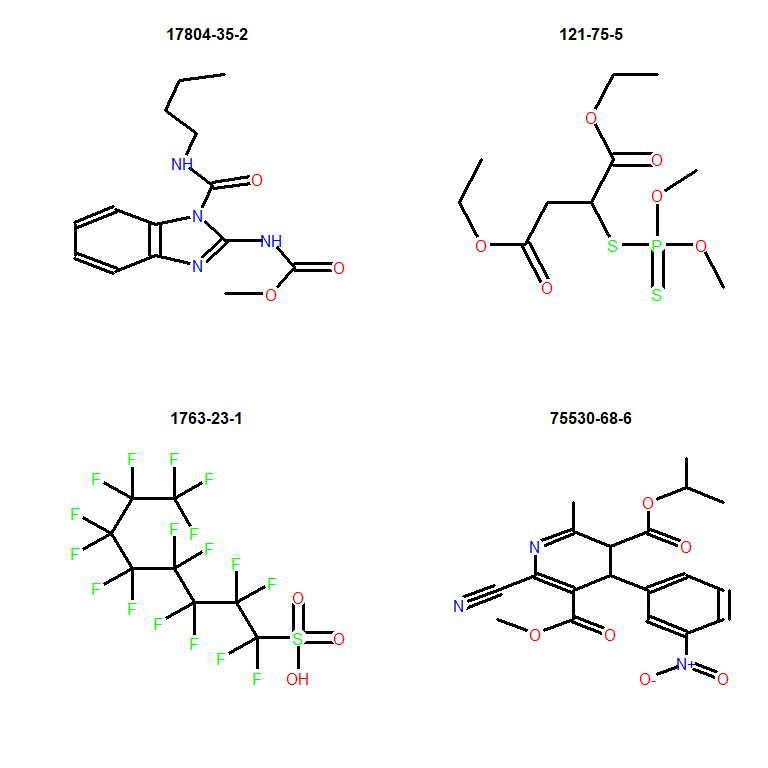 17804-35-2
NH
O
N
NH
N
O
O
121-75-5
O
O
O
O S P O
O
S
1763-23-1
F F
F F
F
F F
F F
F
F
F O
F
F
F S O
F
F OH
75530-68-6
O
N O
N
O O
N+
O- O